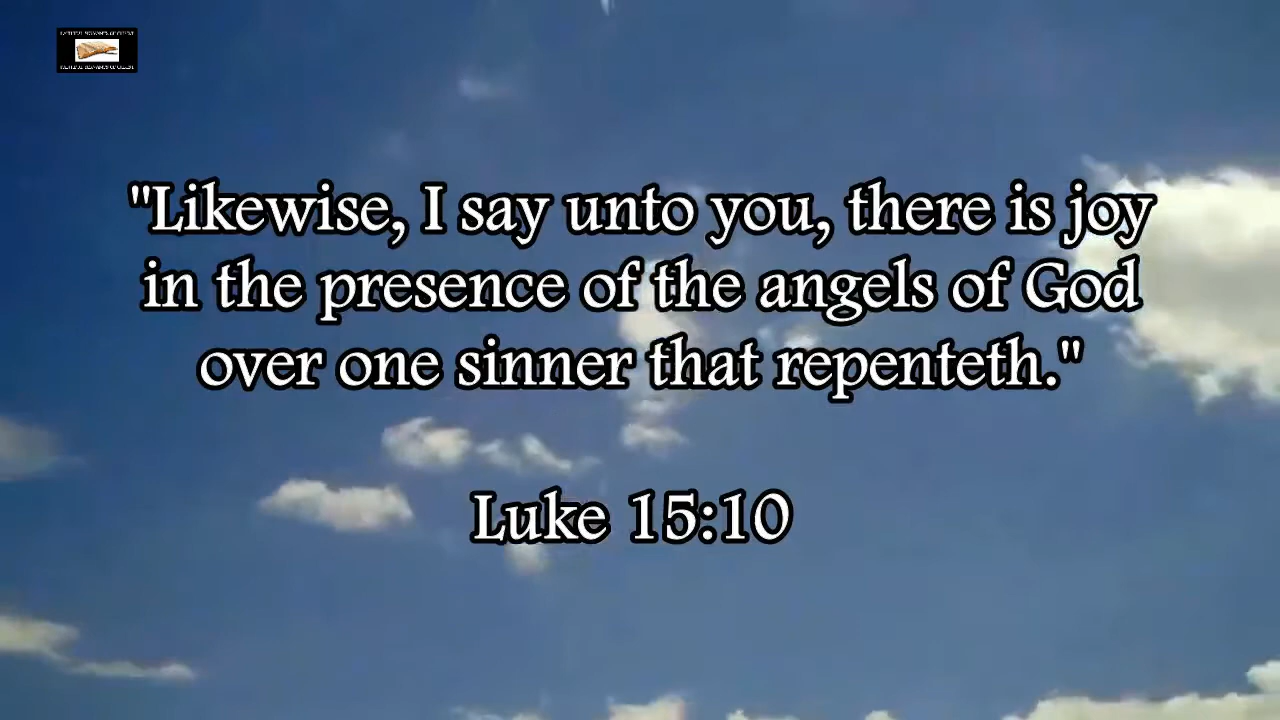 "Likewise, I say unto you, there is joy
in the presence of the angels of God
over one sinner that repenteth."
Luke 15:10